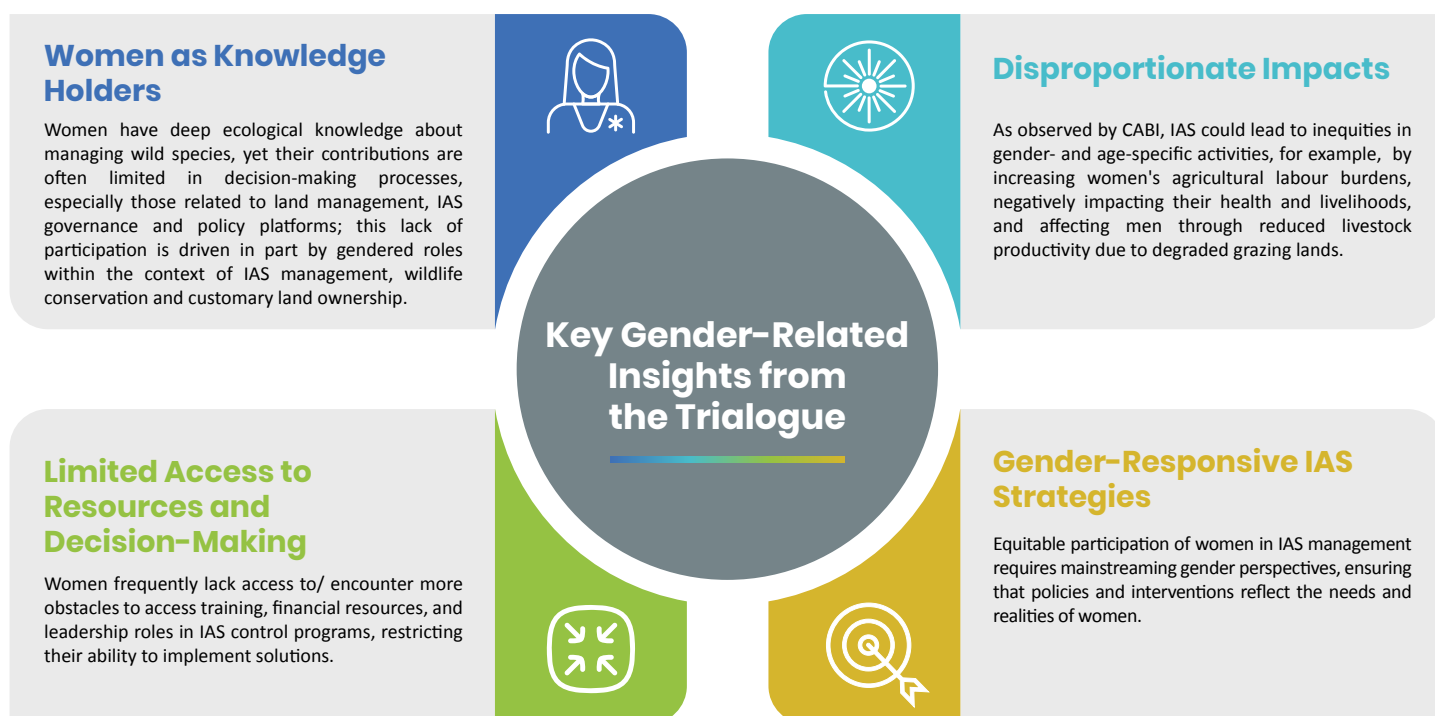 Women as Knowledge
Holders
Women have deep ecological knowledge about
managing wild species, yet their contributions are
often limited in decision-making processes,
especially those related to land management, IAS
governance and policy platforms; this lack of
participation is driven in part by gendered roles
within the context of IAS management, wildlife
conservation and customary land ownership.
Disproportionate Impacts
As observed by CABI, IAS could lead to inequities in
gender- and age-specific activities, for example, by
increasing women's agricultural labour burdens,
negatively impacting their health and livelihoods,
and affecting men through reduced livestock
productivity due to degraded grazing lands.
Key Gender-Related
Insights from
the Trialogue
Limited Access to
Resources and
Decision-Making
Women frequently lack access to/ encounter more
obstacles to access training, financial resources, and
leadership roles in IAS control programs, restricting
their ability to implement solutions.
Gender-Responsive IAS
Strategies
Equitable participation of women in IAS management
requires mainstreaming gender perspectives, ensuring
that policies and interventions reflect the needs and
realities of women.